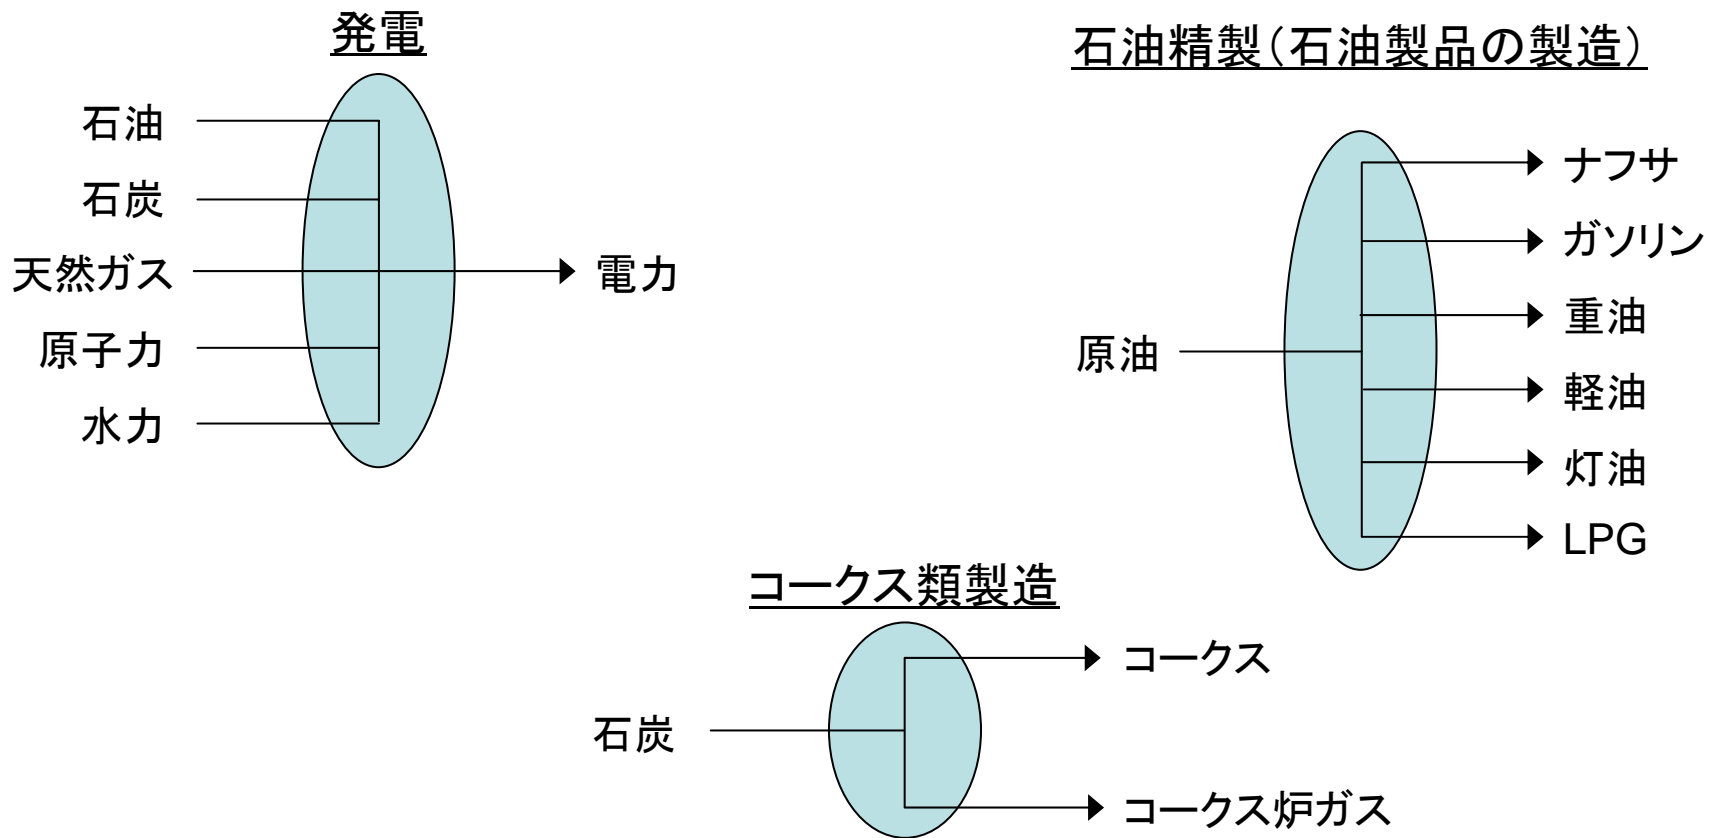 発電
石油
石炭
天然ガス
原子力
水力
電力
石油精製(石油製品の製造)
原油
ナフサ
ガソリン
重油
軽油
灯油
LPG
コークス類製造
石炭
コークス
コークス炉ガス